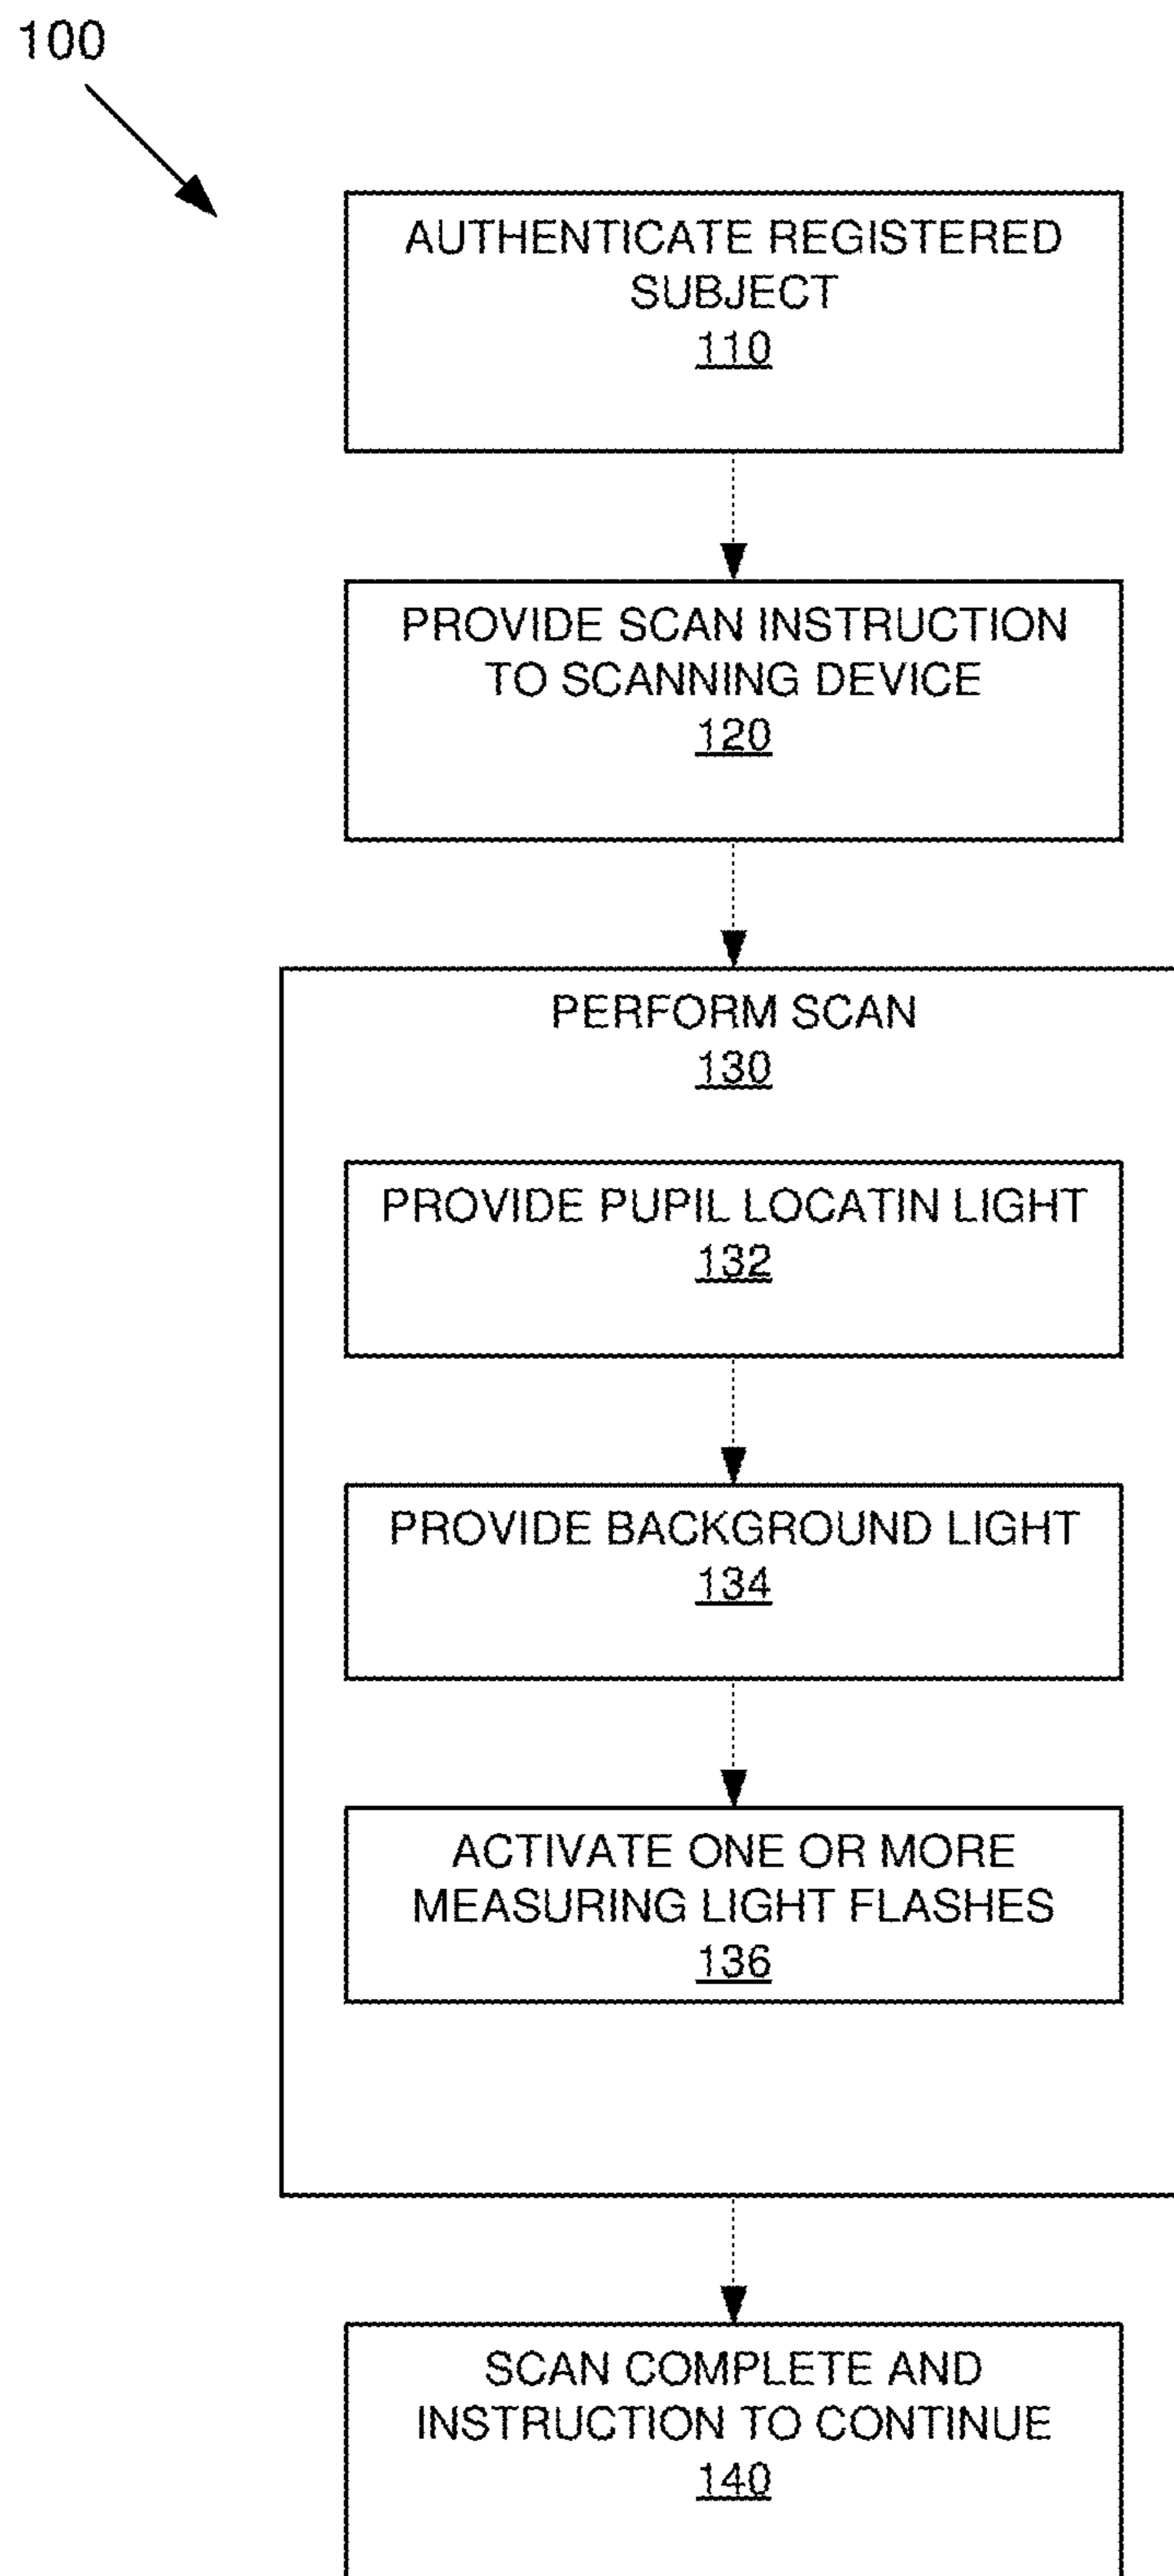 100
AUTHENTICATE REGISTERED
SUBJECT
110
PROVIDE SCAN INSTRUCTION
TO SCANNING DEVICE
120
PERFORM SCAN
130
PROVIDE PUPIL LOCATIN LIGHT
132
PROVIDE BACKGROUND LIGHT
134
ACTIVATE ONE OR MORE
MEASURING LIGHT FLASHES
136
SCAN COMPLETE AND
INSTRUCTION TO CONTINUE
140